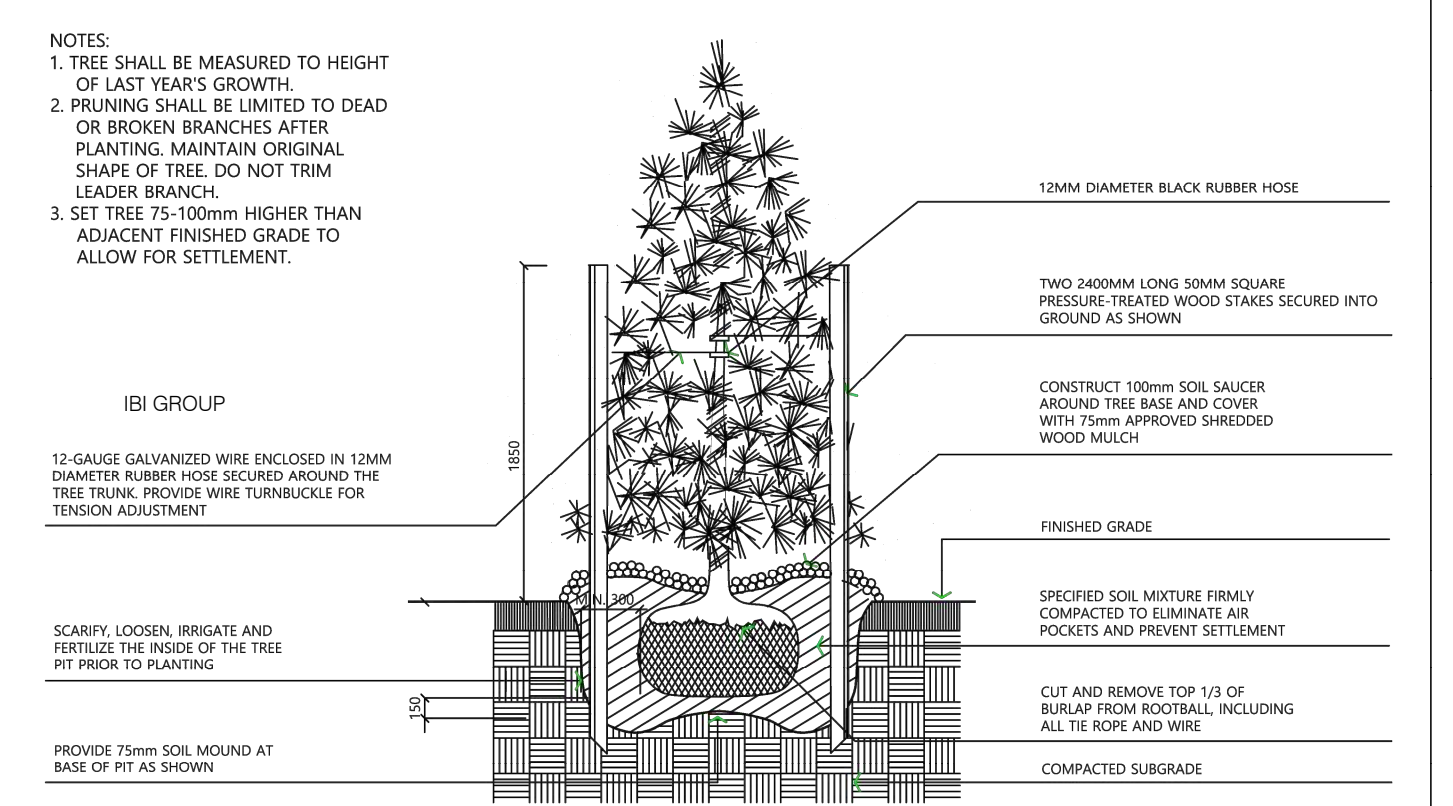 NOTES:
1. TREE SHALL BE MEASURED TO HEIGHT
OF LAST YEAR'S GROWTH.
2. PRUNING SHALL BE LIMITED TO DEAD
OR BROKEN BRANCHES AFTER
PLANTING. MAINTAIN ORIGINAL
SHAPE OF TREE. DO NOT TRIM
LEADER BRANCH.
3. SET TREE 75-100mm HIGHER THAN
ADJACENT FINISHED GRADE TO
ALLOW FOR SETTLEMENT.
IBI GROUP
12-GAUGE GALVANIZED WIRE ENCLOSED IN 12MM
DIAMETER RUBBER HOSE SECURED AROUND THE
TREE TRUNK. PROVIDE WIRE TURNBUCKLE FOR
TENSION ADJUSTMENT
SCARIFY, LOOSEN, IRRIGATE AND
FERTILIZE THE INSIDE OF THE TREE
PIT PRIOR TO PLANTING
150
PROVIDE 75mm SOIL MOUND AT
BASE OF PIT AS SHOWN
1850
MIN. 300
12MM DIAMETER BLACK RUBBER HOSE
TWO 2400MM LONG 50MM SQUARE
PRESSURE-TREATED WOOD STAKES SECURED INTO
GROUND AS SHOWN
CONSTRUCT 100mm SOIL SAUCER
AROUND TREE BASE AND COVER
WITH 75mm APPROVED SHREDDED
WOOD MULCH
FINISHED GRADE
SPECIFIED SOIL MIXTURE FIRMLY
COMPACTED TO ELIMINATE AIR
POCKETS AND PREVENT SETTLEMENT
CUT AND REMOVE TOP 1/3 OF
BURLAP FROM ROOTBALL, INCLUDING
ALL TIE ROPE AND WIRE
COMPACTED SUBGRADE